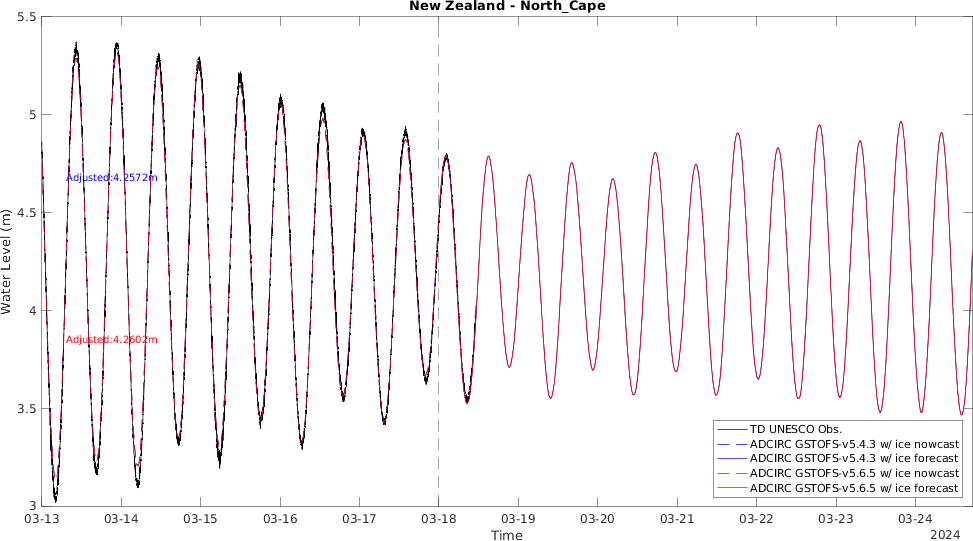 New Zealand - North_Cape
5.5
5
4.5
4
3.5
3
Water Level (m)
Adjusted:4.2572m
Adjusted:4.2602m
TD UNESCO Obs.
ADCIRC GSTOFS-v5.4.3 w/ ice nowcast
ADCIRC GSTOFS-v5.4.3 w/ ice forecast
ADCIRC GSTOFS-v5.6.5 w/ ice nowcast
ADCIRC GSTOFS-v5.6.5 w/ ice forecast
03-13 03-14 03-15 03-16 03-17 03-18 03-19 03-20 03-21 03-22 03-23 03-24
Time
2024